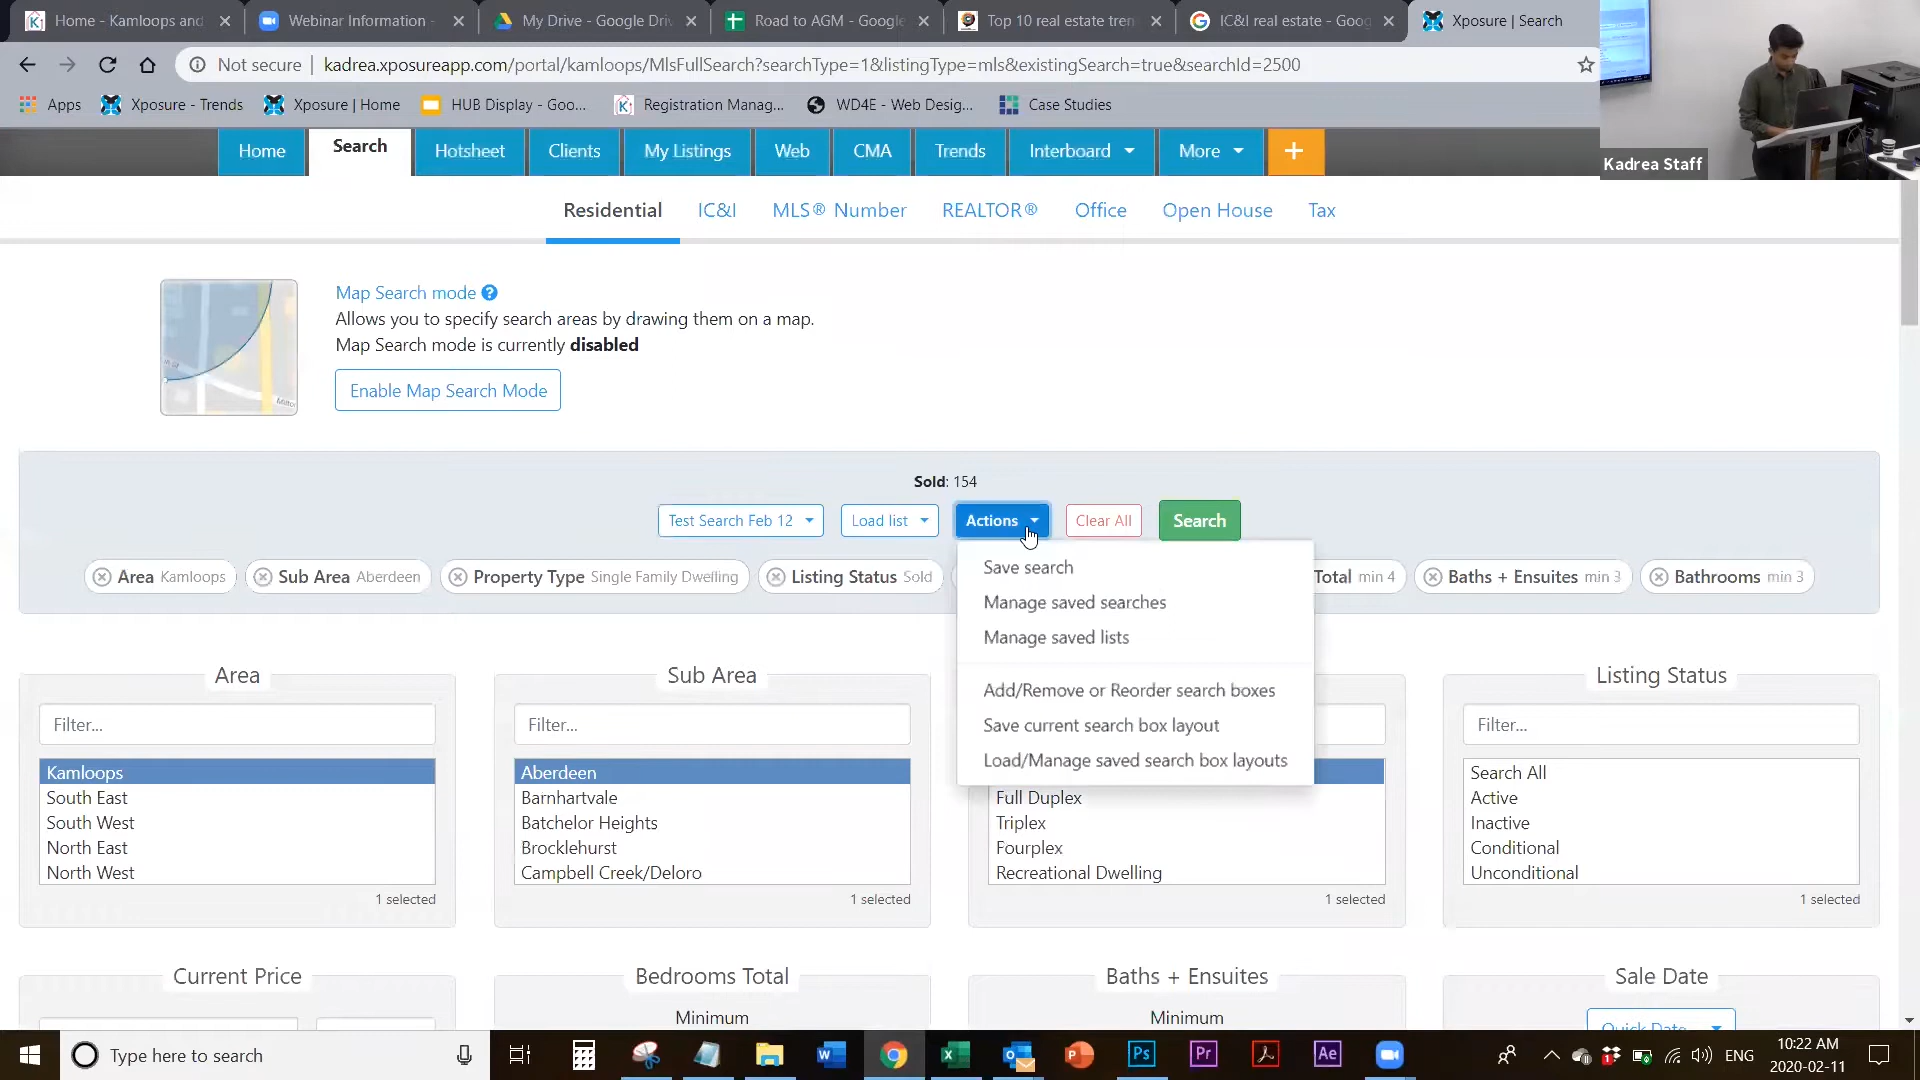 Home - Kamloops and
Webinar Information -
My Drive - Google Driv
Road to AGM - Google
Top 10 real estate tren
IC&I real estate - Goog
Xposure | Search
Not secure | kadrea.xposureapp.com/portal/kamloops/MlsFullSearch?searchType=1&listingType=mls&existingSearch=true&searchId=2500
Apps
Xposure - Trends
Xposure | Home
HUB Display - Goo...
Registration Manag...
WD4E - Web Desig...
Case Studies
Kadrea Staff
Home
Search
Hotsheet
Clients
My Listings
Web
CMA
Trends
Interboard
More
+
Residential
IC&I
MLS® Number
REALTOR®
Office
Open House
Tax
Map Search mode ?
Allows you to specify search areas by drawing them on a map.
Map Search mode is currently disabled
Enable Map Search Mode
Sold: 154
Test Search Feb 12
Load list
Actions
Clear All
Search
Area Kamloops
Sub Area Aberdeen
Property Type Single Family Dwelling
Listing Status Sold
Total min 4
Baths + Ensuites min 3
Bathrooms min 3
Save search
Manage saved searches
Manage saved lists
Add/Remove or Reorder search boxes
Save current search box layout
Load/Manage saved search box layouts
Area
Filter...
Kamloops
South East
South West
North East
North West
1 selected
Sub Area
Filter...
Aberdeen
Barnhartvale
Batchelor Heights
Brocklehurst
Campbell Creek/Deloro
1 selected
Full Duplex
Triplex
Fourplex
Recreational Dwelling
1 selected
Listing Status
Filter...
Search All
Active
Inactive
Conditional
Unconditional
1 selected
Current Price
Bedrooms Total
Minimum
Baths + Ensuites
Minimum
Sale Date
Quick Date
Type here to search
ENG
10:22 AM
2020-02-11